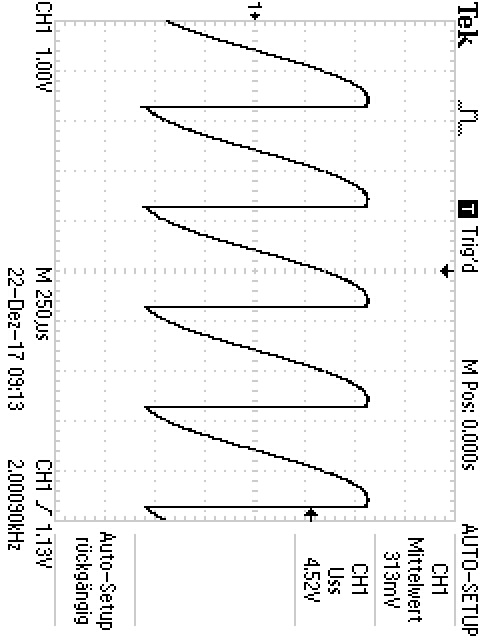 Tek T Trig'd M Pos: 0.000s AUTO-SETUP
CH1
Mittelwert
313mV
CH1
Uss
4.52V
1
Auto-Setup
rückgängig
CH1 1.00V M 250µs CH1 1.13V
22-Dez-17 09:13 2.00090kHz